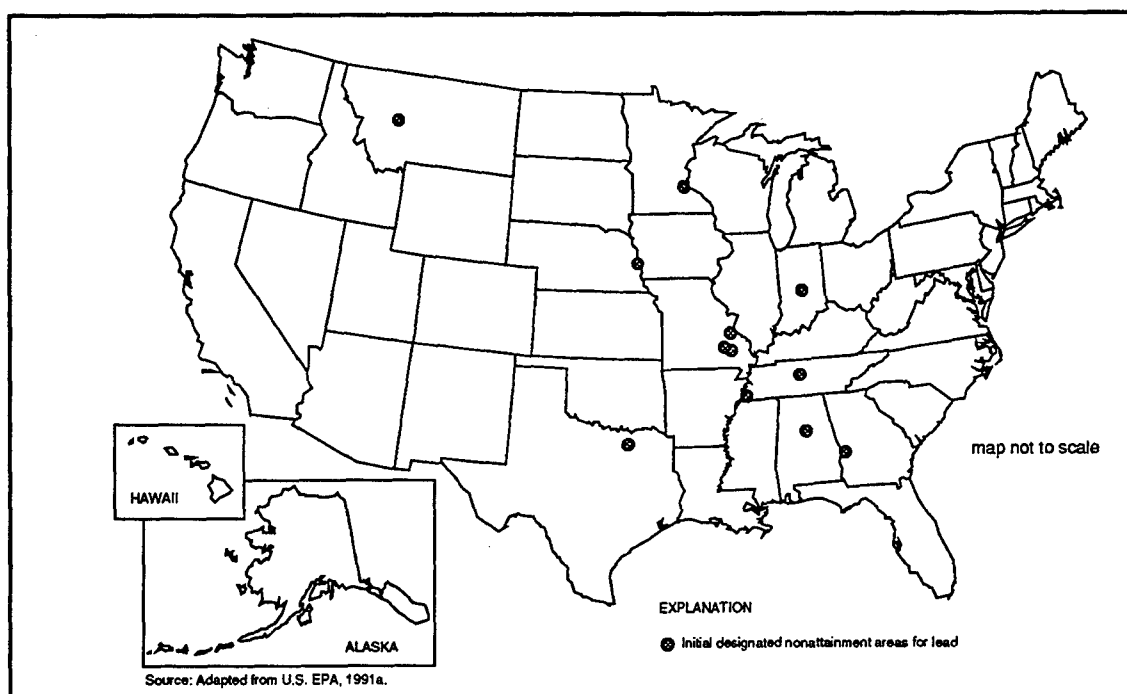 map not to scale
HAWAII
ALASKA
EXPLANATION
Initial designated nonattainment areas for lead
Source: Adapted from U.S. EPA, 1991a.